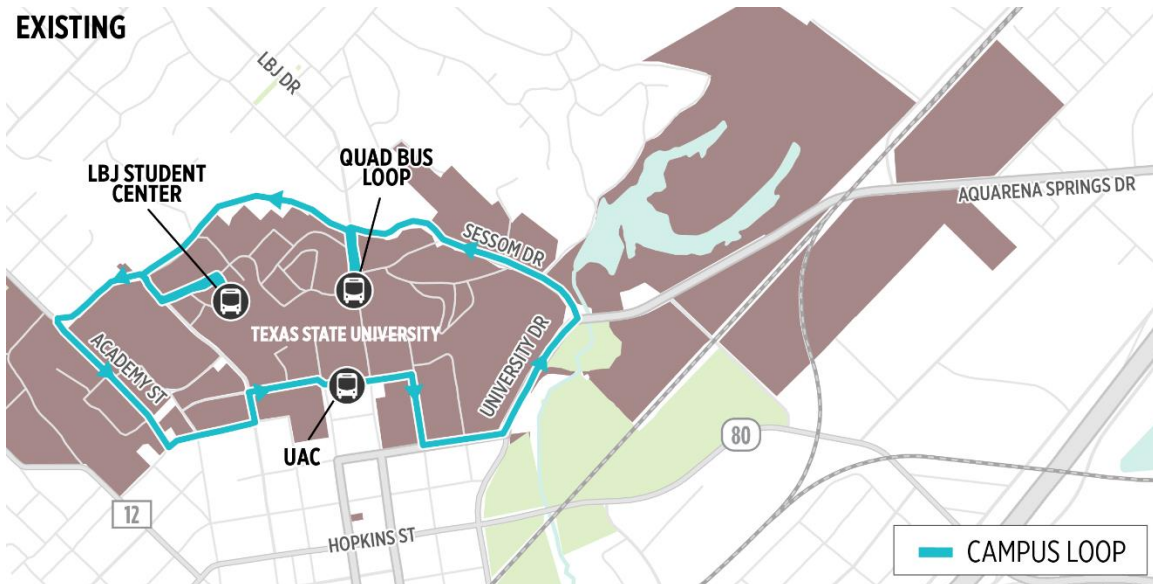 EXISTING
LBJ DR
LBJ STUDENT
CENTER
QUAD BUS
LOOP
AQUARENA SPRINGS DR
SESSOM DR
TEXAS STATE UNIVERSITY
UNIVERSITY DR
ACADEMY ST
UAC
80
12
HOPKINS ST
CAMPUS LOOP